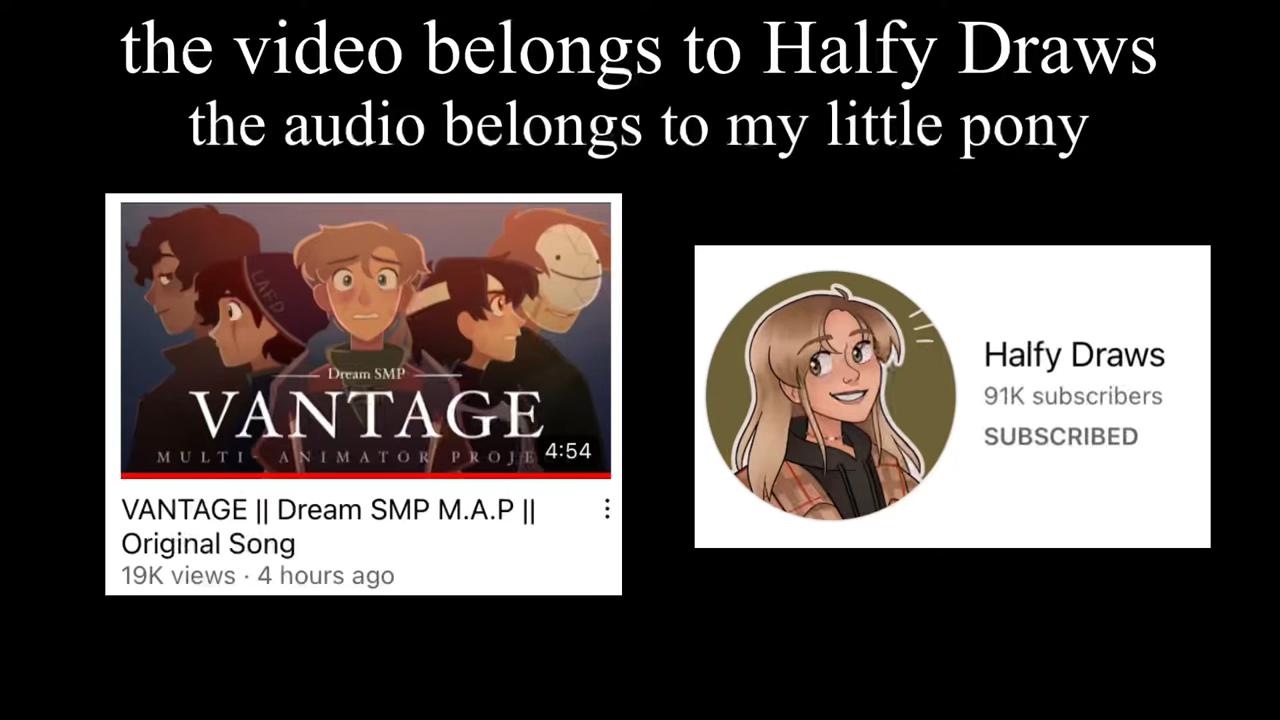 the video belongs to Halfy Draws
the audio belongs to my little pony
LAFD
Dream SMP
VANTAGE
MULTI ANIMATOR PROJE
4:54
VANTAGE || Dream SMP M.A.P ||
Original Song
19K views · 4 hours ago
Halfy Draws
91K subscribers
SUBSCRIBED